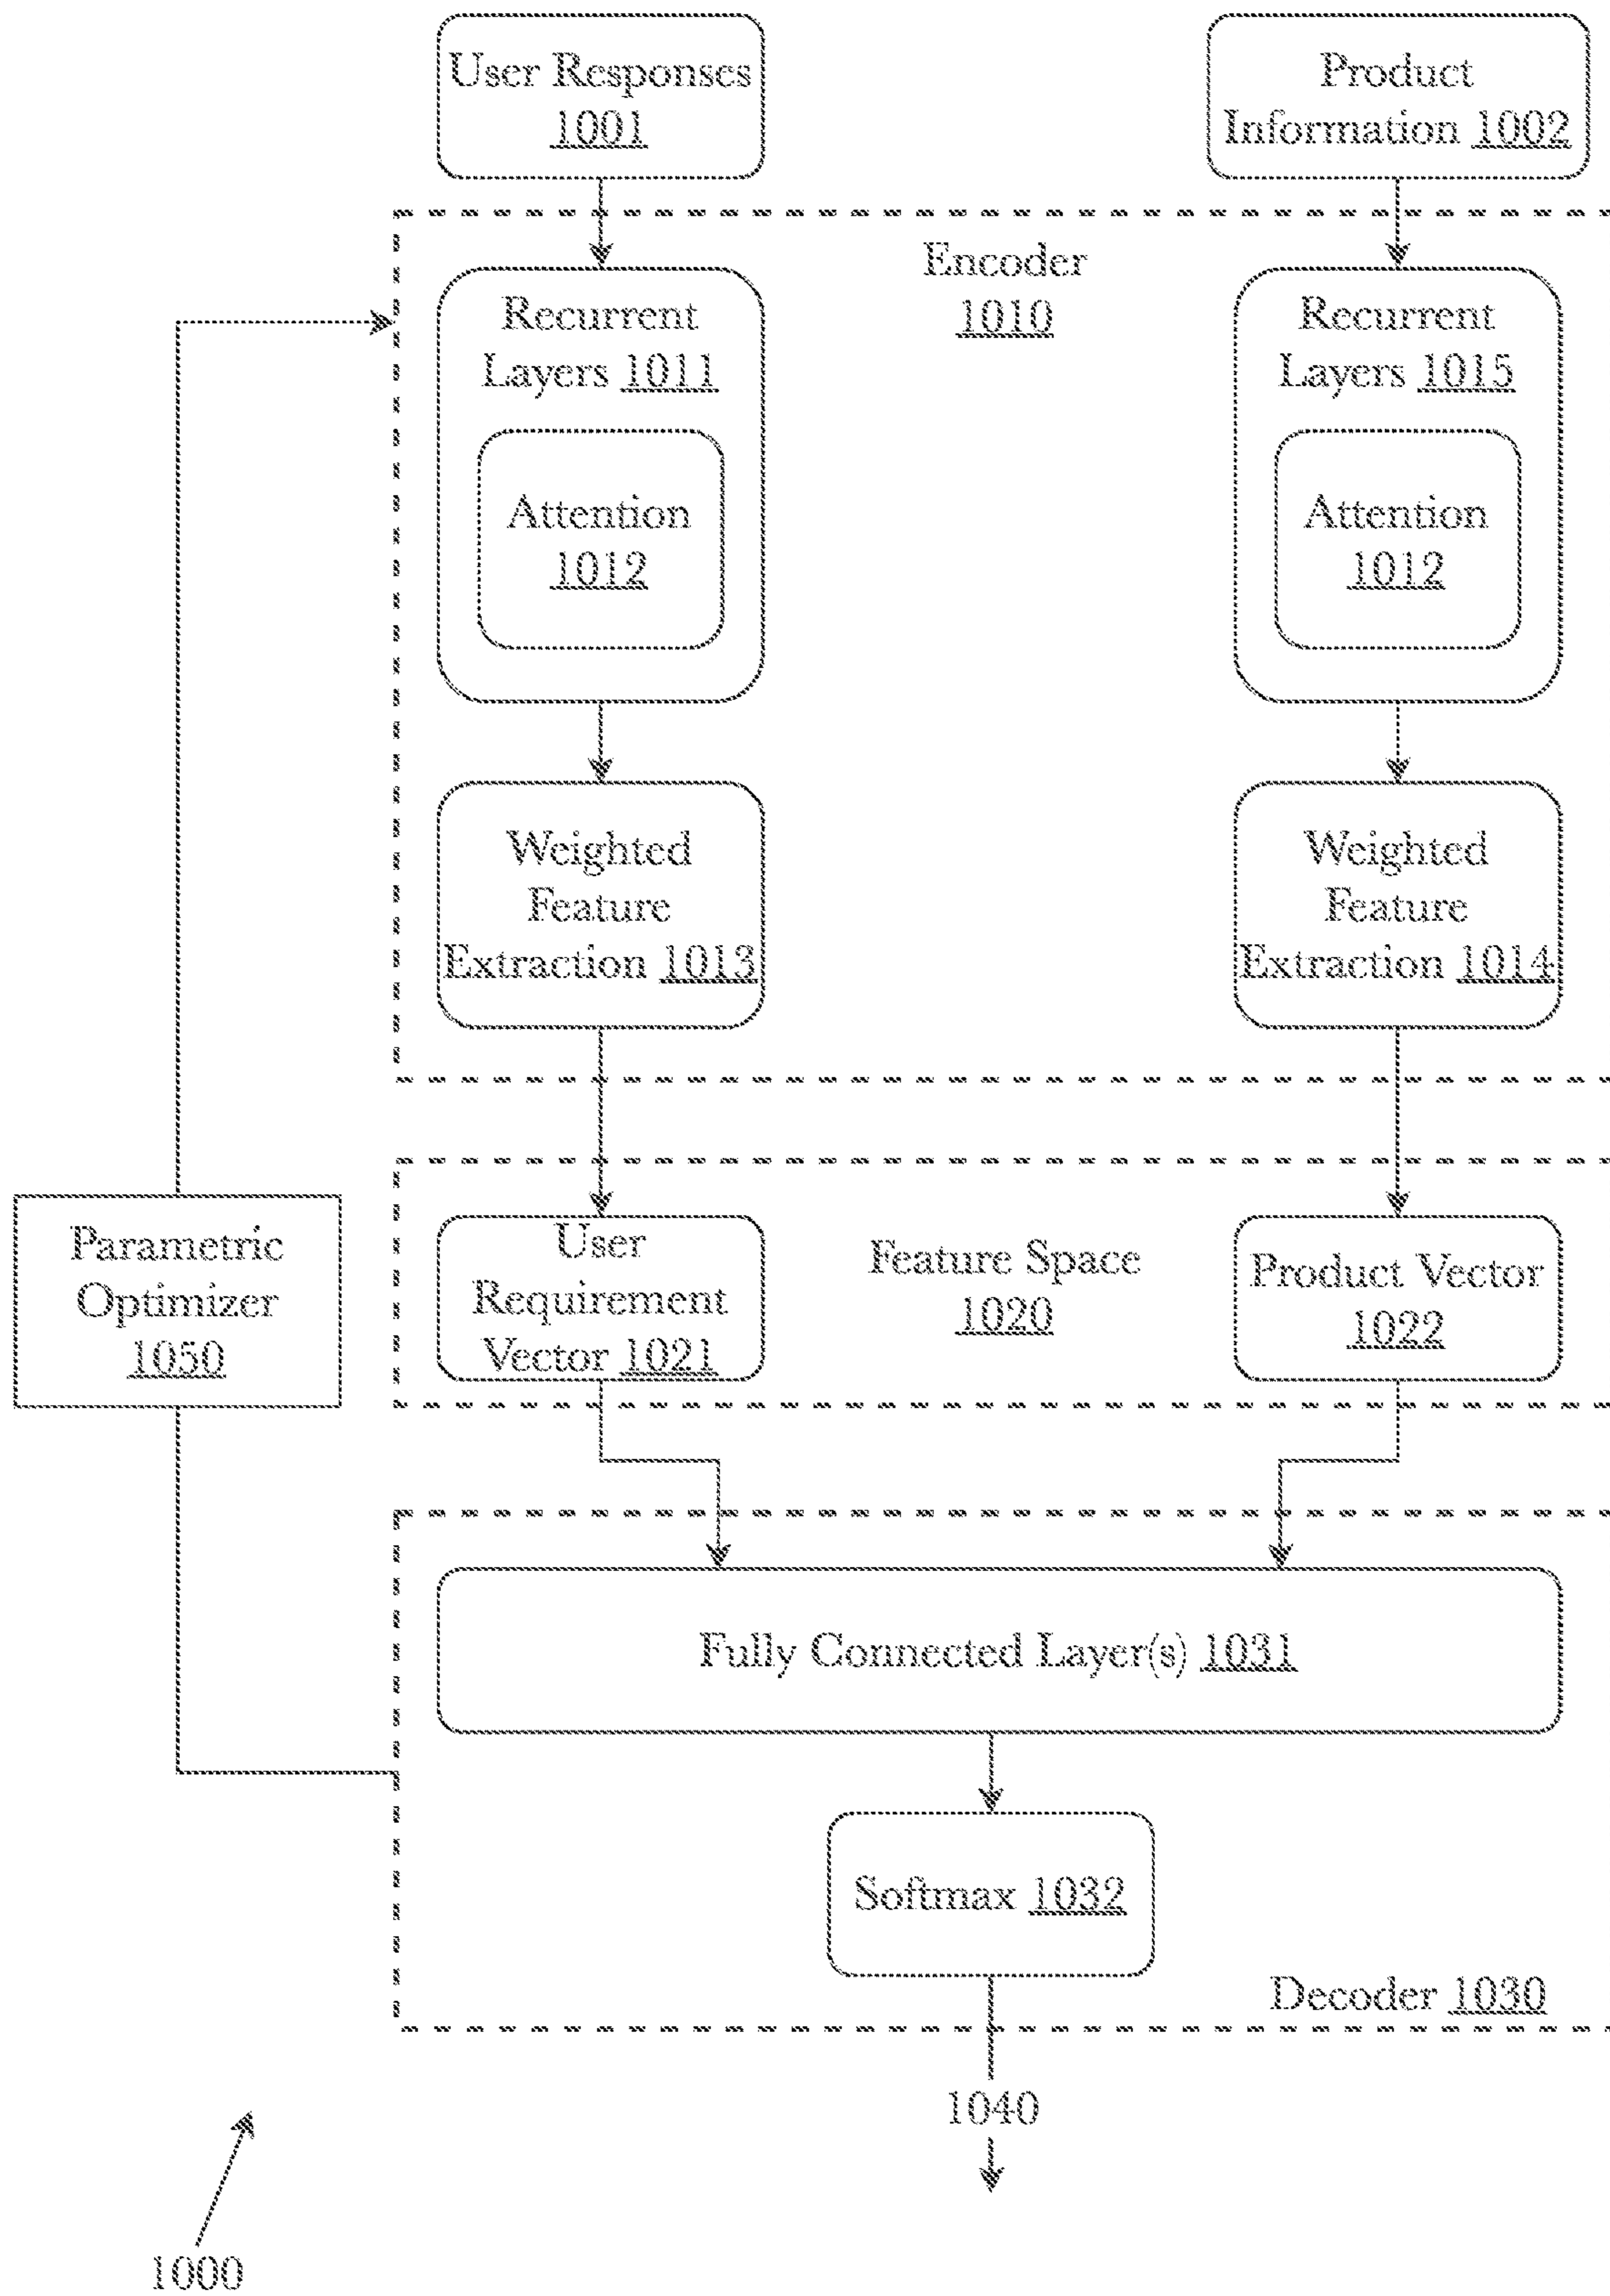 User Responses
1001
Product
Information 1002
Encoder
1010
Recurrent
Layers 1011
Attention
1012
Recurrent
Layers 1015
Attention
1012
Weighted
Feature
Extraction 1013
Weighted
Feature
Extraction 1014
Parametric
Optimizer
1050
User
Requirement
Vector 1021
Feature Space
1020
Product Vector
1022
Fully Connected Layer(s) 1031
Softmax 1032
Decoder 1030
1040
1000